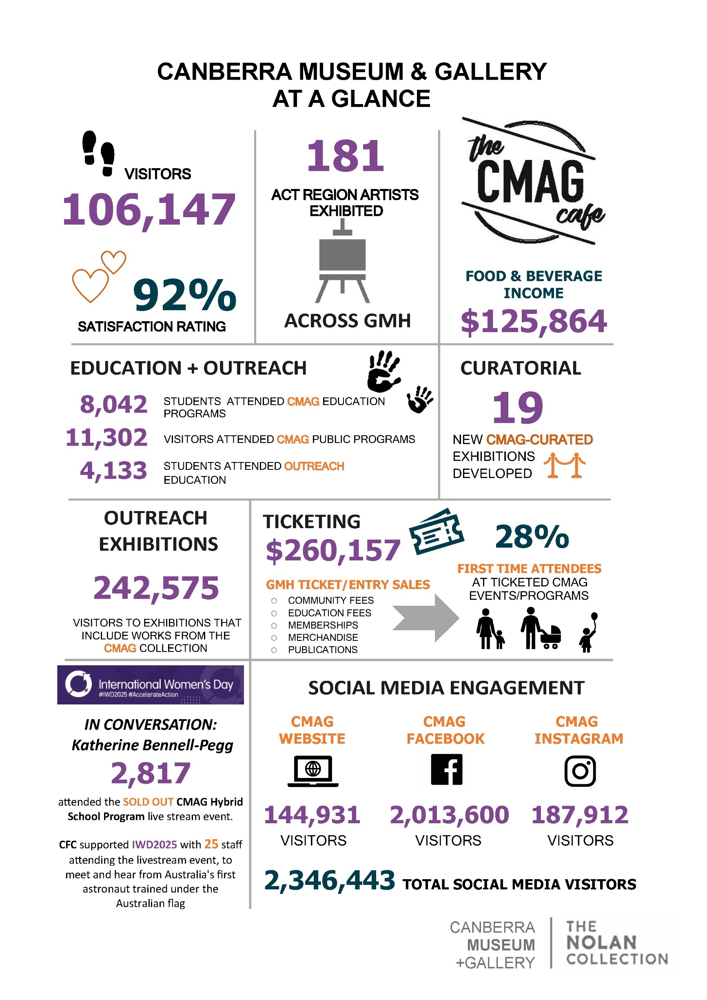 CANBERRA MUSEUM & GALLERY
AT A GLANCE
VISITORS
106,147
92%
SATISFACTION RATING
181
ACT REGION ARTISTS
EXHIBITED
ACROSS GMH
the
CMAG
cafe
FOOD & BEVERAGE
INCOME
$125,864
EDUCATION + OUTREACH
8,042
STUDENTS ATTENDED CMAG EDUCATION
PROGRAMS
11,302
VISITORS ATTENDED CMAG PUBLIC PROGRAMS
4,133
STUDENTS ATTENDED OUTREACH
EDUCATION
CURATORIAL
19
NEW CMAG-CURATED
EXHIBITIONS
DEVELOPED
OUTREACH
EXHIBITIONS
242,575
VISITORS TO EXHIBITIONS THAT
INCLUDE WORKS FROM THE
CMAG COLLECTION
TICKETING
$260,157
GMH TICKET/ENTRY SALES
○ COMMUNITY FEES
○ EDUCATION FEES
○ MEMBERSHIPS
○ MERCHANDISE
○ PUBLICATIONS
28%
FIRST TIME ATTENDEES
AT TICKETED CMAG
EVENTS/PROGRAMS
International Women's Day
#IWD2025 #AccelerateAction
IN CONVERSATION:
Katherine Bennell-Pegg
2,817
attended the SOLD OUT CMAG Hybrid
School Program live stream event.
CFC supported IWD2025 with 25 staff
attending the livestream event, to
meet and hear from Australia's first
astronaut trained under the
Australian flag
SOCIAL MEDIA ENGAGEMENT
CMAG
WEBSITE
144,931
VISITORS
CMAG
FACEBOOK
2,013,600
VISITORS
CMAG
INSTAGRAM
187,912
VISITORS
2,346,443 TOTAL SOCIAL MEDIA VISITORS
CANBERRA
MUSEUM
+GALLERY
THE
NOLAN
COLLECTION